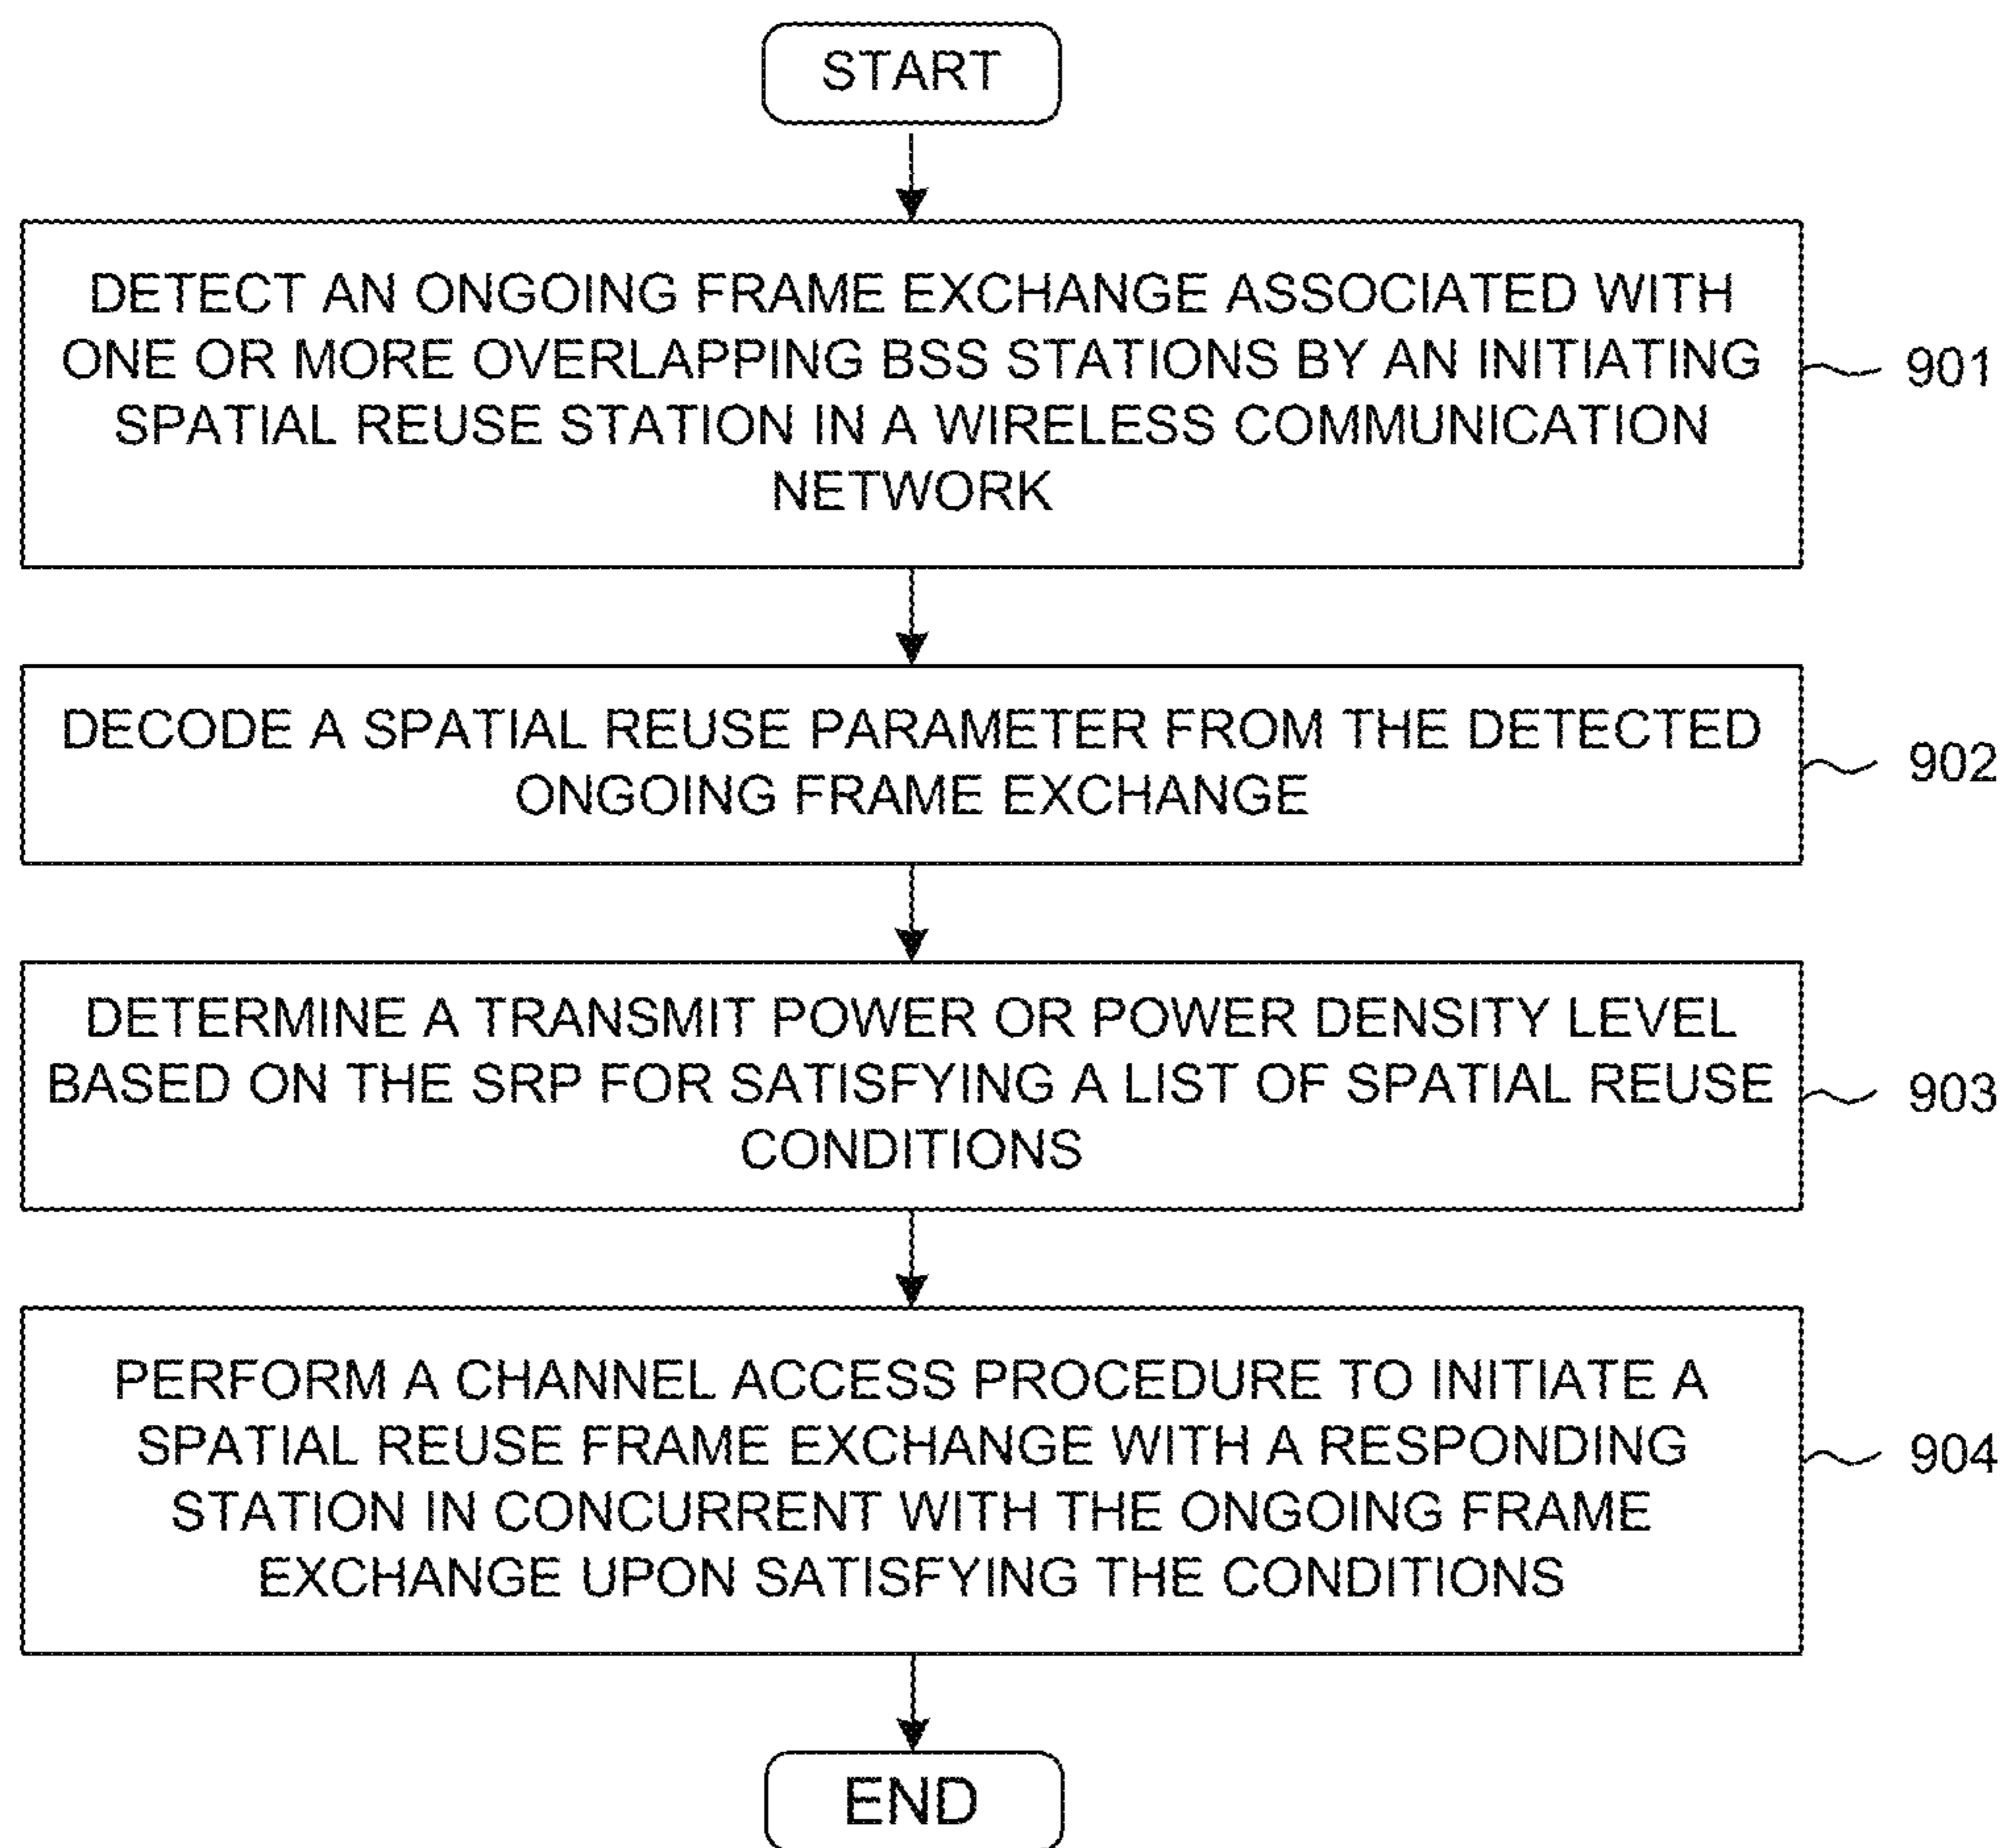 START
DETECT AN ONGOING FRAME EXCHANGE ASSOCIATED WITH
ONE OR MORE OVERLAPPING BSS STATIONS BY AN INITIATING
SPATIAL REUSE STATION IN A WIRELESS COMMUNICATION
NETWORK
901
DECODE A SPATIAL REUSE PARAMETER FROM THE DETECTED
ONGOING FRAME EXCHANGE
902
DETERMINE A TRANSMIT POWER OR POWER DENSITY LEVEL
BASED ON THE SRP FOR SATISFYING A LIST OF SPATIAL REUSE
CONDITIONS
903
PERFORM A CHANNEL ACCESS PROCEDURE TO INITIATE A
SPATIAL REUSE FRAME EXCHANGE WITH A RESPONDING
STATION IN CONCURRENT WITH THE ONGOING FRAME
EXCHANGE UPON SATISFYING THE CONDITIONS
904
END